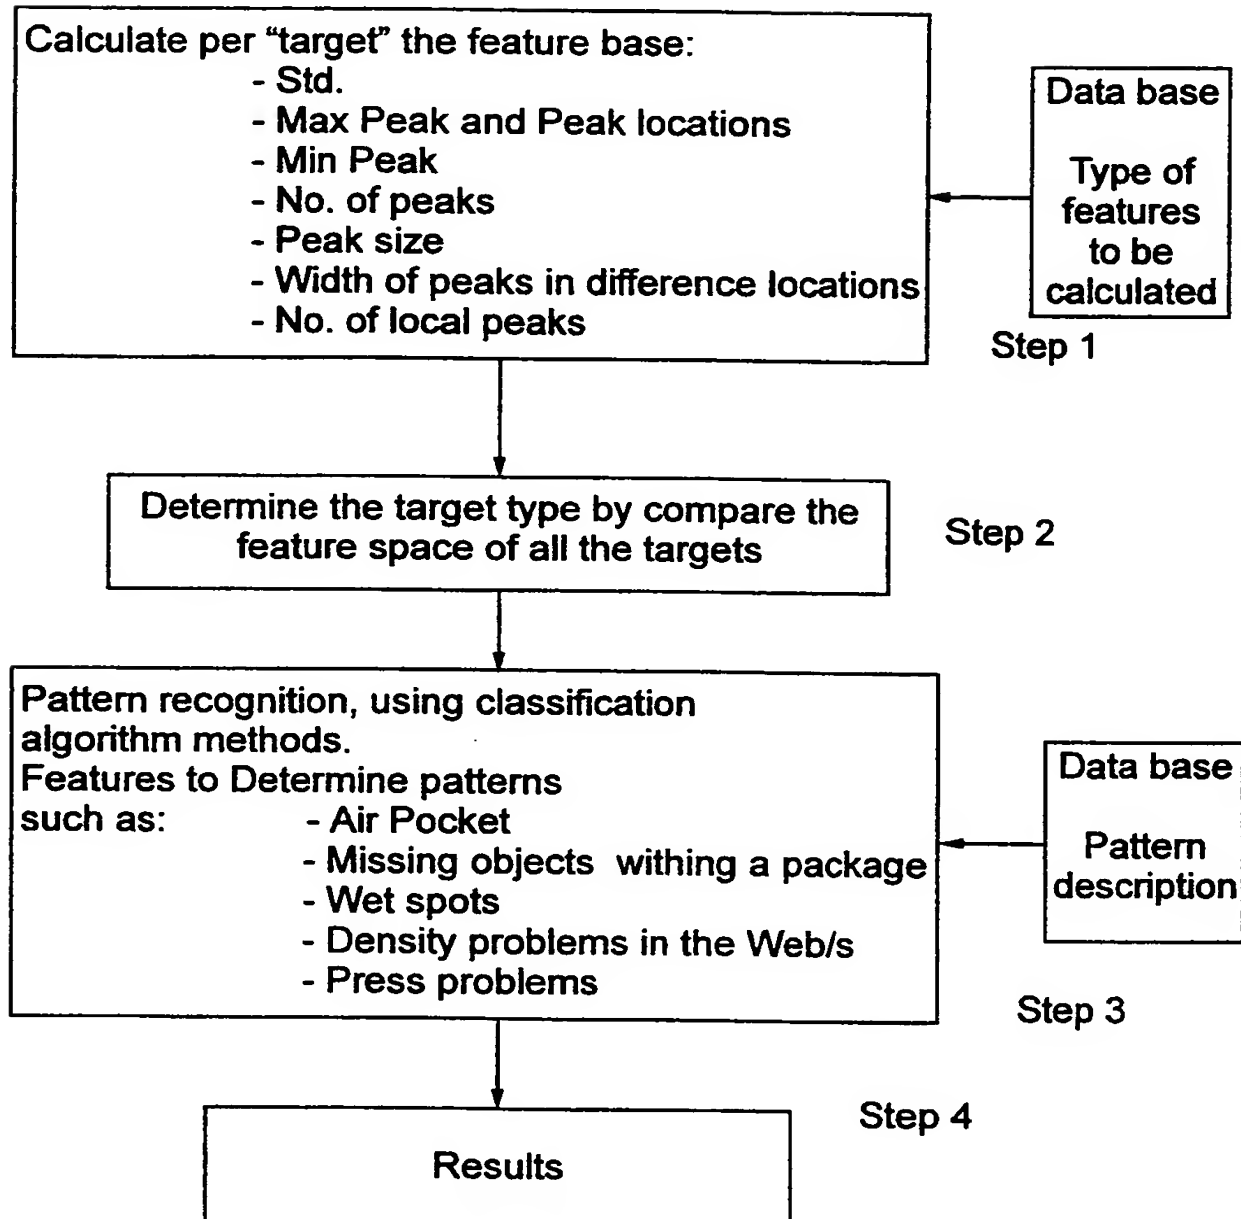 Calculate per “target” the feature base:
- Std.
- Max Peak and Peak locations
- Min Peak
- No. of peaks
- Peak size
- Width of peaks in difference locations
- No. of local peaks
Data base
Type of
features
to be
calculated
Step 1
Determine the target type by compare the
feature space of all the targets
Step 2
Pattern recognition, using classification
algorithm methods.
Features to Determine patterns
such as: - Air Pocket
- Missing objects withing a package
- Wet spots
- Density problems in the Web/s
- Press problems
Data base
Pattern
description
Step 3
Step 4
Results